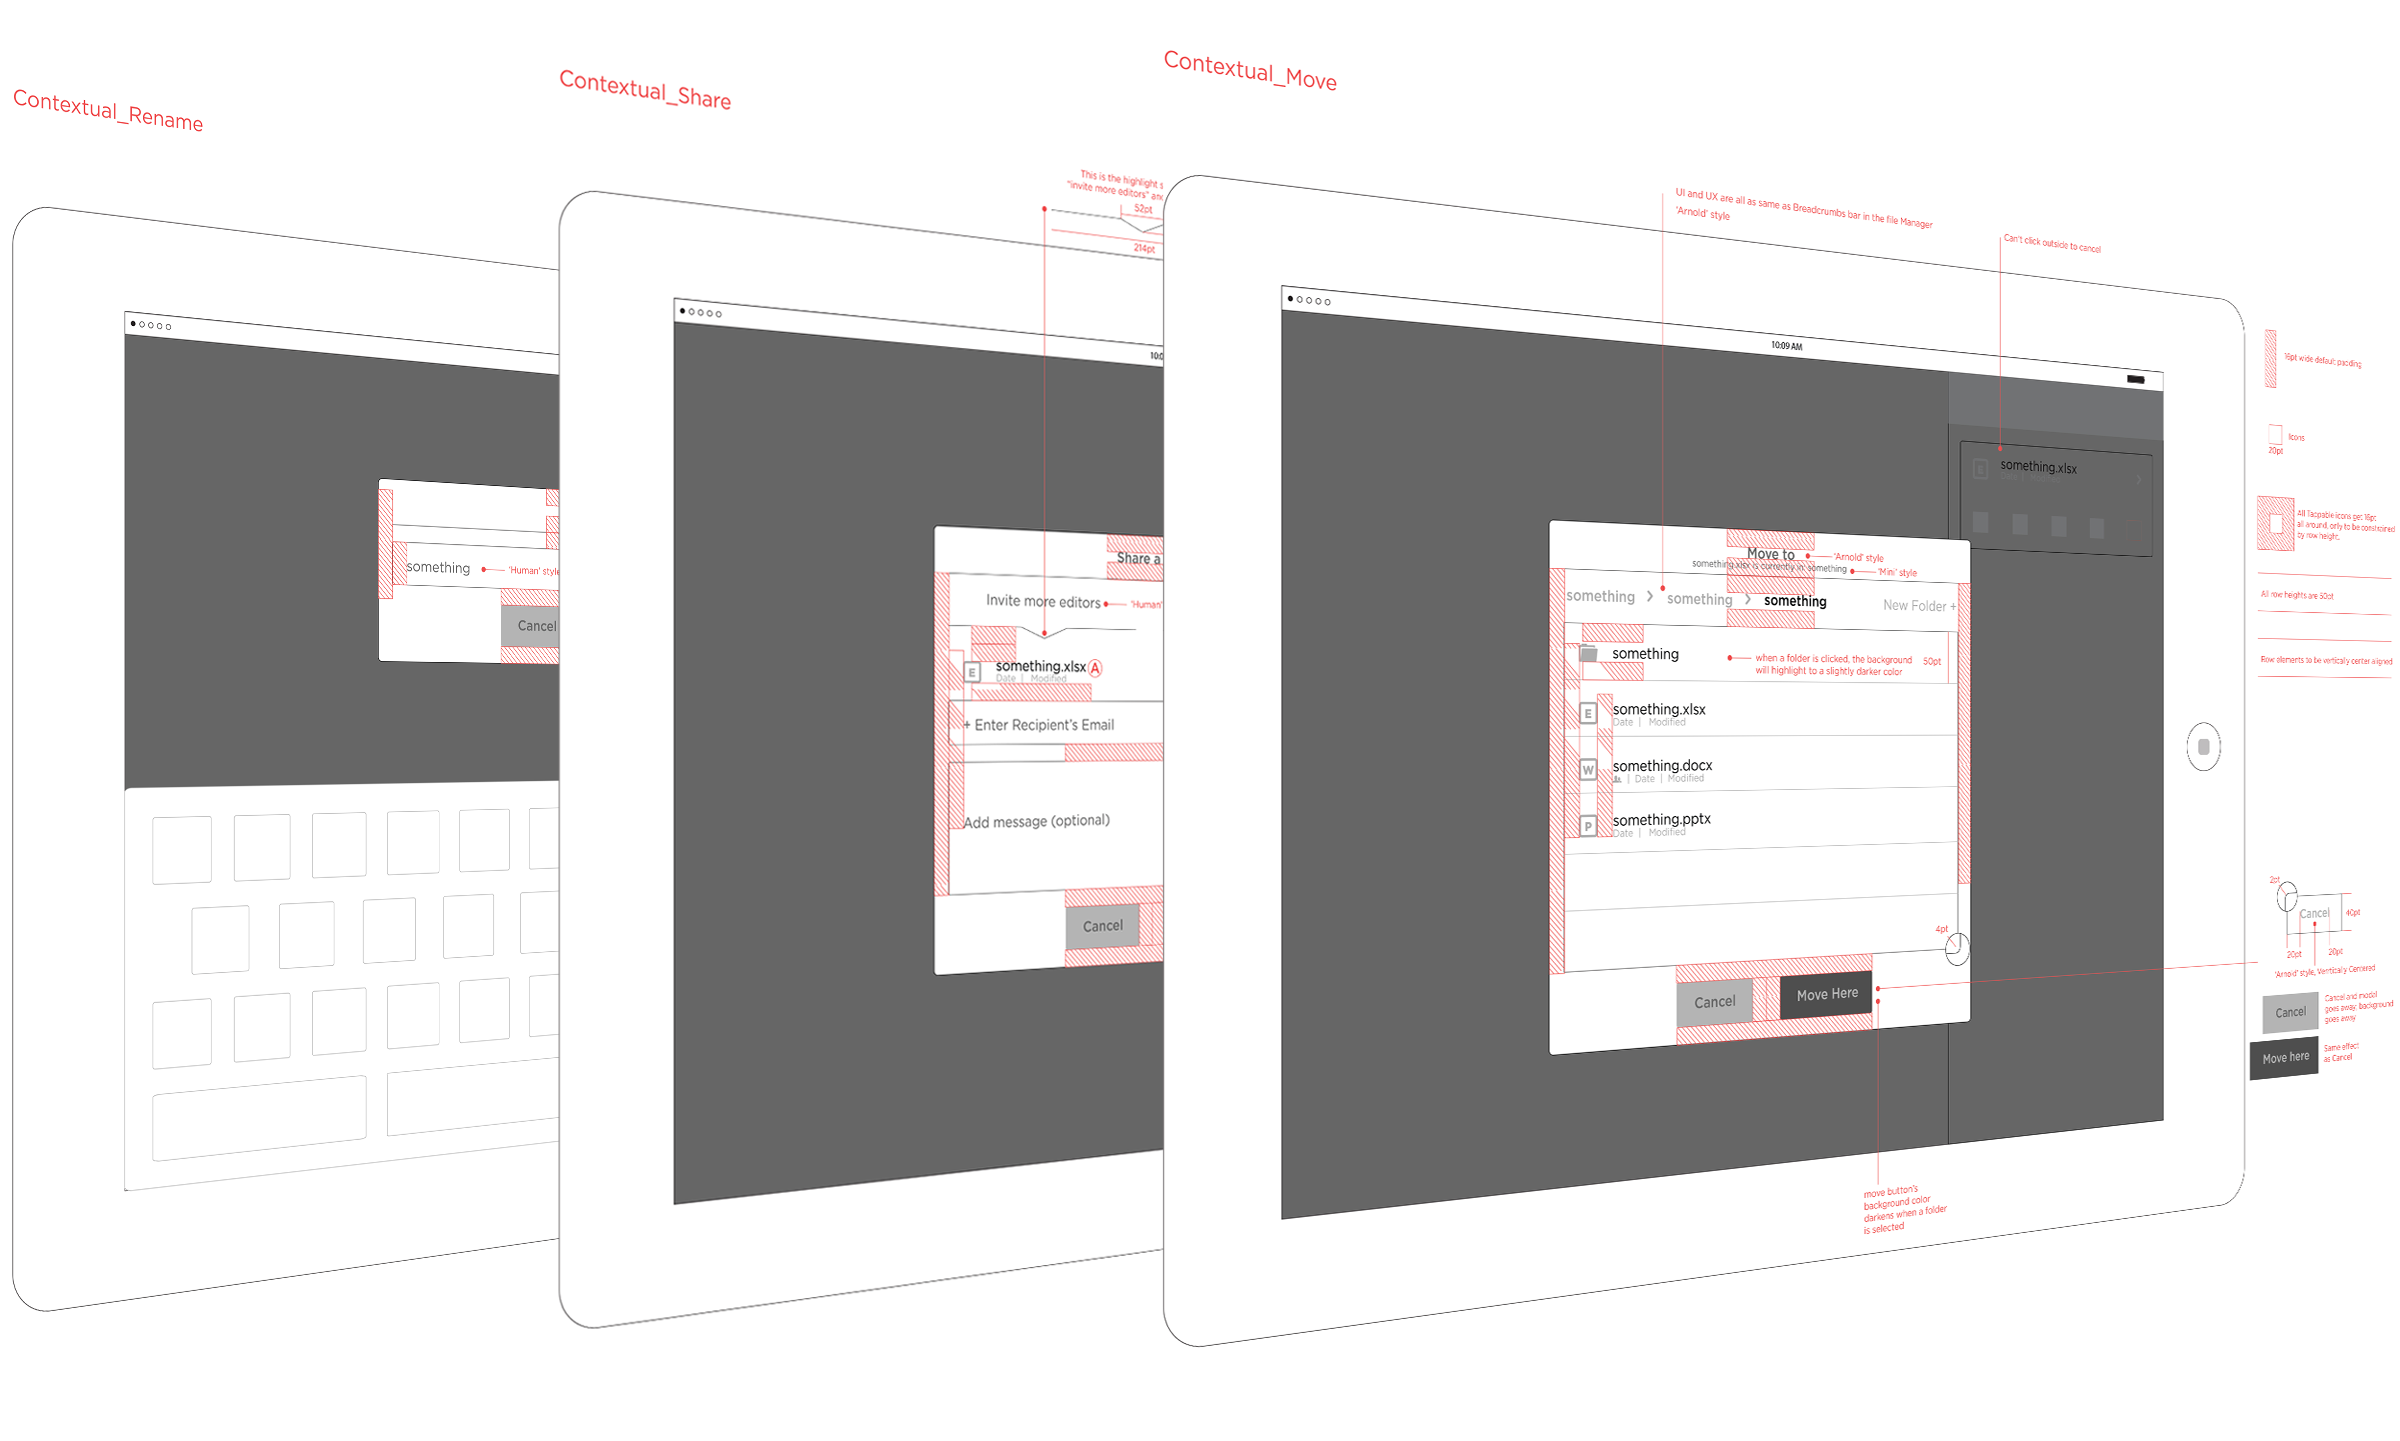 Contextual_Rename
something
'Human' style
Cancel
Contextual_Share
This is the highlight
"invite more editors" and
52pt
214pt
10:0
Share a
Invite more editors
'Human'
E
something.xlsx
A
Date | Modified
+ Enter Recipient's Email
Add message (optional)
Cancel
Contextual_Move
UI and UX are all as same as Breadcrumbs bar in the file Manager
'Arnold' style
Can't click outside to cancel
10:09 AM
E
something.xlsx
Move to
'Arnold' style
something.xlsx is currently in: something
'Mini' style
something > something > something
New Folder +
something
when a folder is clicked, the background
will highlight to a slightly darker color
50pt
E
something.xlsx
Date | Modified
W
something.docx
| Date | Modified
P
something.pptx
Date | Modified
4pt
Cancel
Move Here
move button's
background color
darkens when a folder
is selected
16pt wide default padding
Icons
20pt
All Tappable icons get 16pt
all around, only to be constrained
by row height.
All row heights are 50pt
Row elements to be vertically center aligned
2pt
Cancel
40pt
20pt
20pt
'Arnold' style, Vertically Centered
Cancel
Cancel and modal
goes away, background
goes away
Move here
Same effect
as Cancel